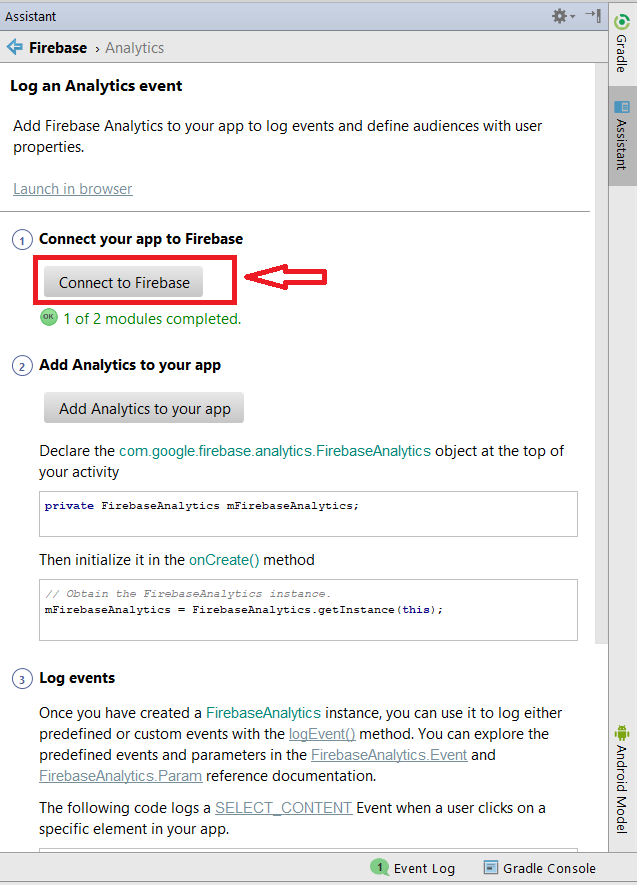 Assistant
Firebase › Analytics
Log an Analytics event
Add Firebase Analytics to your app to log events and define audiences with user
properties.
Launch in browser
1 Connect your app to Firebase
Connect to Firebase
OK 1 of 2 modules completed.
2 Add Analytics to your app
Add Analytics to your app
Declare the com.google.firebase.analytics.FirebaseAnalytics object at the top of
your activity
private FirebaseAnalytics mFirebaseAnalytics;
Then initialize it in the onCreate() method
// Obtain the FirebaseAnalytics instance.
mFirebaseAnalytics = FirebaseAnalytics.getInstance(this);
3 Log events
Once you have created a FirebaseAnalytics instance, you can use it to log either
predefined or custom events with the logEvent() method. You can explore the
predefined events and parameters in the FirebaseAnalytics.Event and
FirebaseAnalytics.Param reference documentation.
The following code logs a SELECT_CONTENT Event when a user clicks on a
specific element in your app.
Gradle
Assistant
Android Model
1 Event Log
Gradle Console